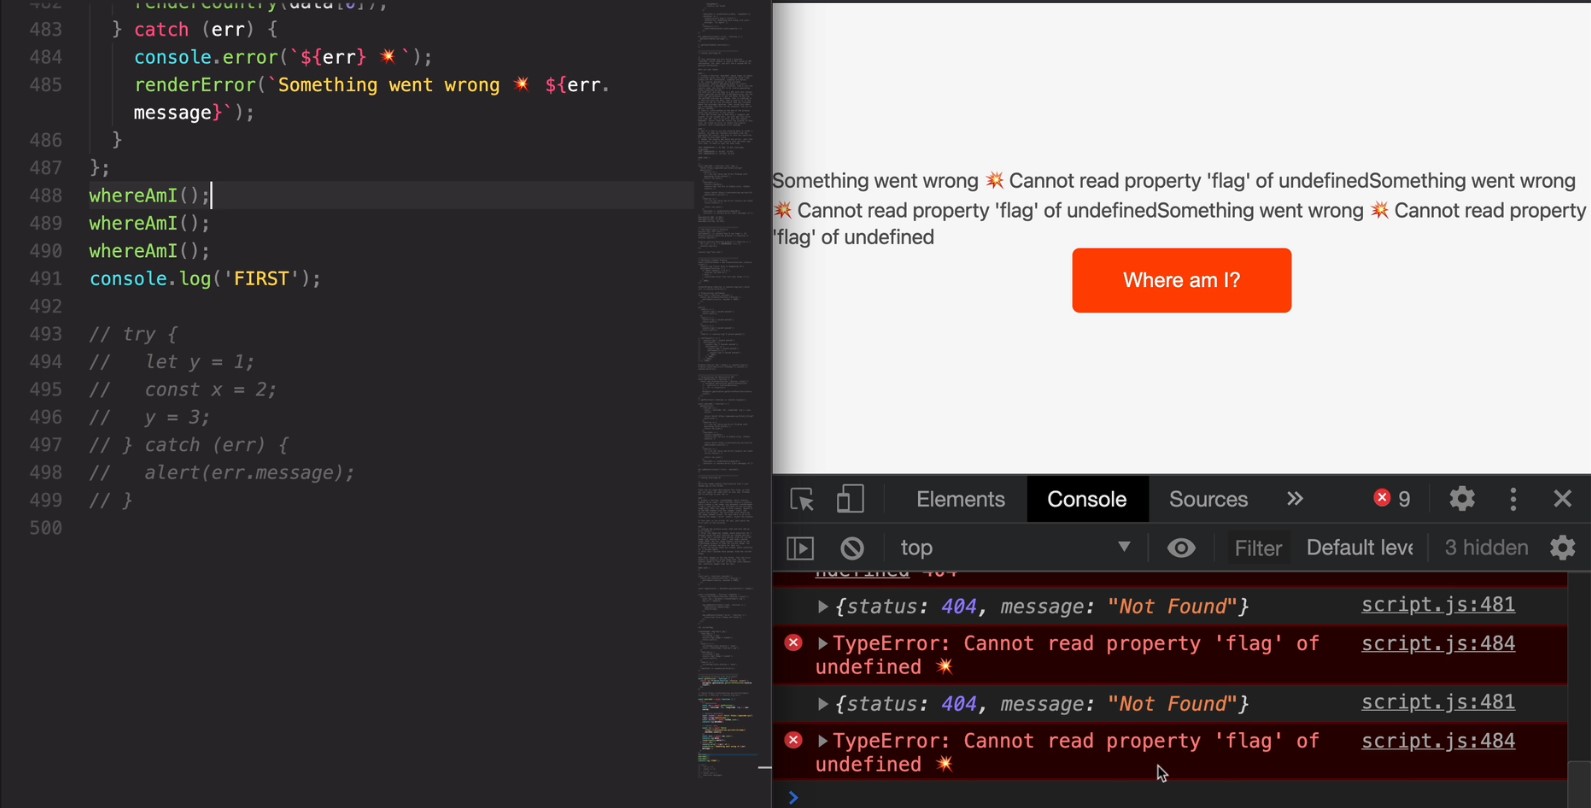 482 renderCountry(data[0]);
483 } catch (err) {
484 console.error(`${err} 💥`);
485 renderError(`Something went wrong 💥 ${err.
message}`);
486 }
487 };
488 whereAmI();
489 whereAmI();
490 whereAmI();
491 console.log('FIRST');
492
493 // try {
494 //   let y = 1;
495 //   const x = 2;
496 //   y = 3;
497 // } catch (err) {
498 //   alert(err.message);
499 // }
500
Something went wrong 💥 Cannot read property 'flag' of undefinedSomething went wrong
💥 Cannot read property 'flag' of undefinedSomething went wrong 💥 Cannot read property
'flag' of undefined
Where am I?
Elements Console Sources » 9
top Filter Default leve 3 hidden
ndefined 404
{status: 404, message: "Not Found"} script.js:481
TypeError: Cannot read property 'flag' of script.js:484
undefined 💥
{status: 404, message: "Not Found"} script.js:481
TypeError: Cannot read property 'flag' of script.js:484
undefined 💥